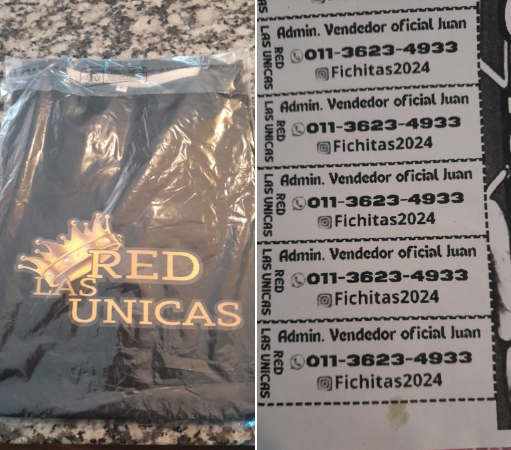 RED
LAS
UNICAS
LAS UNICAS
RED
Admin. Vendedor oficial Juan
011-3623-4933
Fichitas2024
LAS UNICAS
RED
Admin. Vendedor oficial Juan
011-3623-4933
Fichitas2024
LAS UNICAS
RED
Admin. Vendedor oficial Juan
011-3623-4933
Fichitas2024
LAS UNICAS
RED
Admin. Vendedor oficial Juan
011-3623-4933
Fichitas2024
LAS UNICAS
RED
Admin. Vendedor oficial Juan
011-3623-4933
Fichitas2024